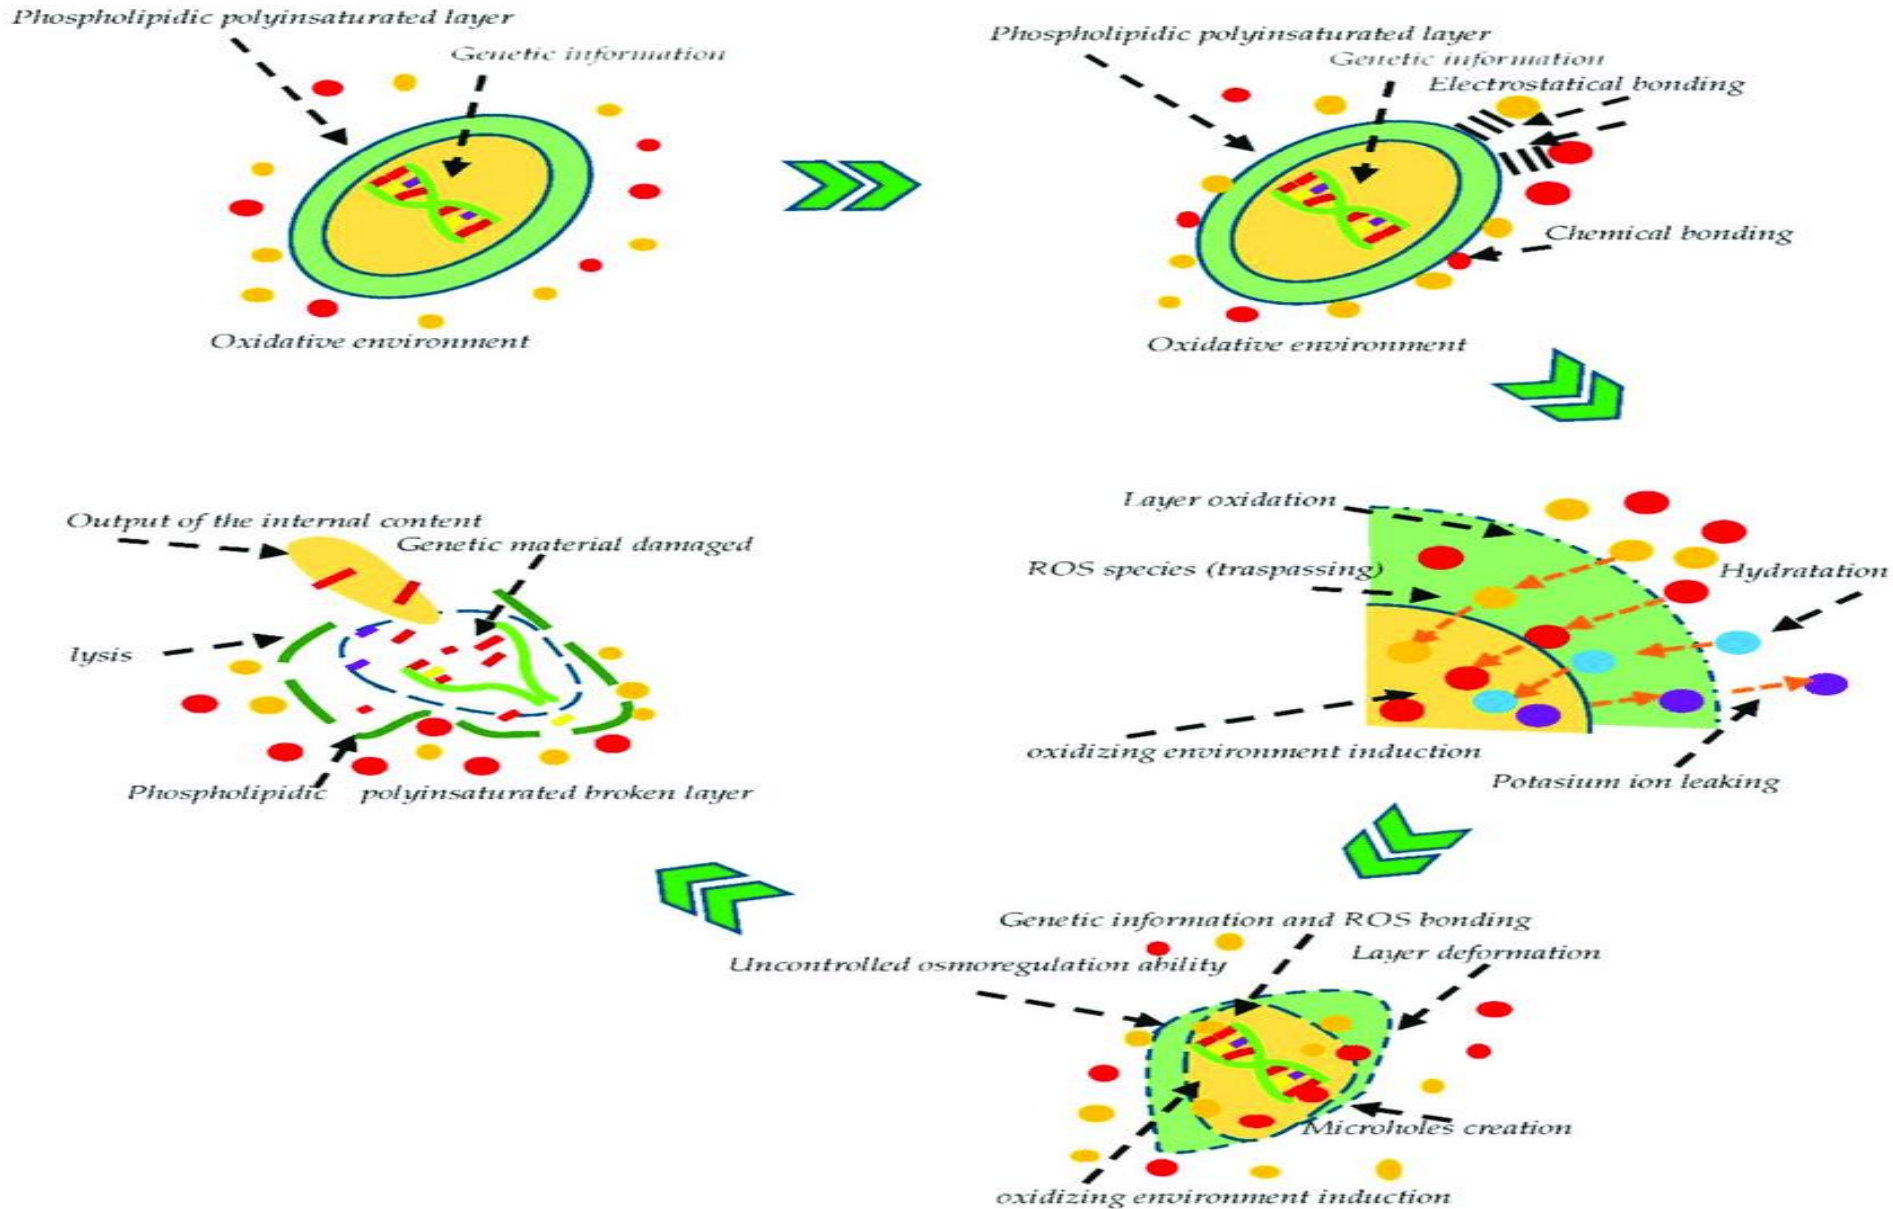 Phospholipidic polyinsaturated layer
Genetic information
Oxidative environment
Phospholipidic polyinsaturated layer
Genetic information
Electrostatical bonding
Chemical bonding
Oxidative environment
Layer oxidation
ROS species (traspassing)
Hydratation
oxidizing environment induction
Potasium ion leaking
Genetic information and ROS bonding
Uncontrolled osmoregulation ability
Layer deformation
Microholes creation
oxidizing environment induction
Output of the internal content
Genetic material damaged
lysis
Phospholipidic polyinsaturated broken layer